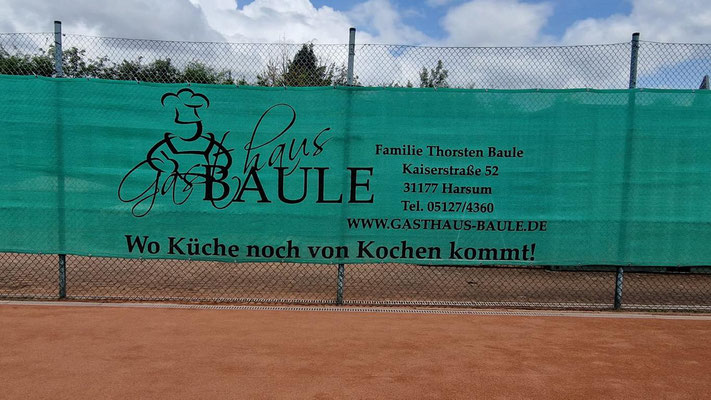 Gasthaus
BAULE
Familie Thorsten Baule
Kaiserstraße 52
31177 Harsum
Tel. 05127/4360
WWW.GASTHAUS-BAULE.DE
Wo Küche noch von Kochen kommt!